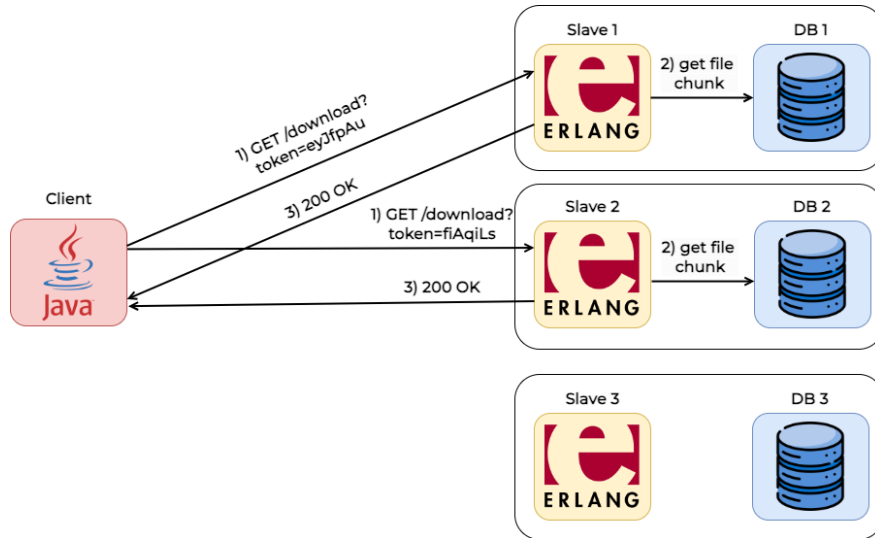 Slave 1
DB 1
2) get file
chunk
ERLANG
1) GET /download?
token=eyJfpAu
3) 200 OK
Client
Java
1) GET /download?
token=fiAqiLs
Slave 2
DB 2
2) get file
chunk
ERLANG
3) 200 OK
Slave 3
DB 3
ERLANG